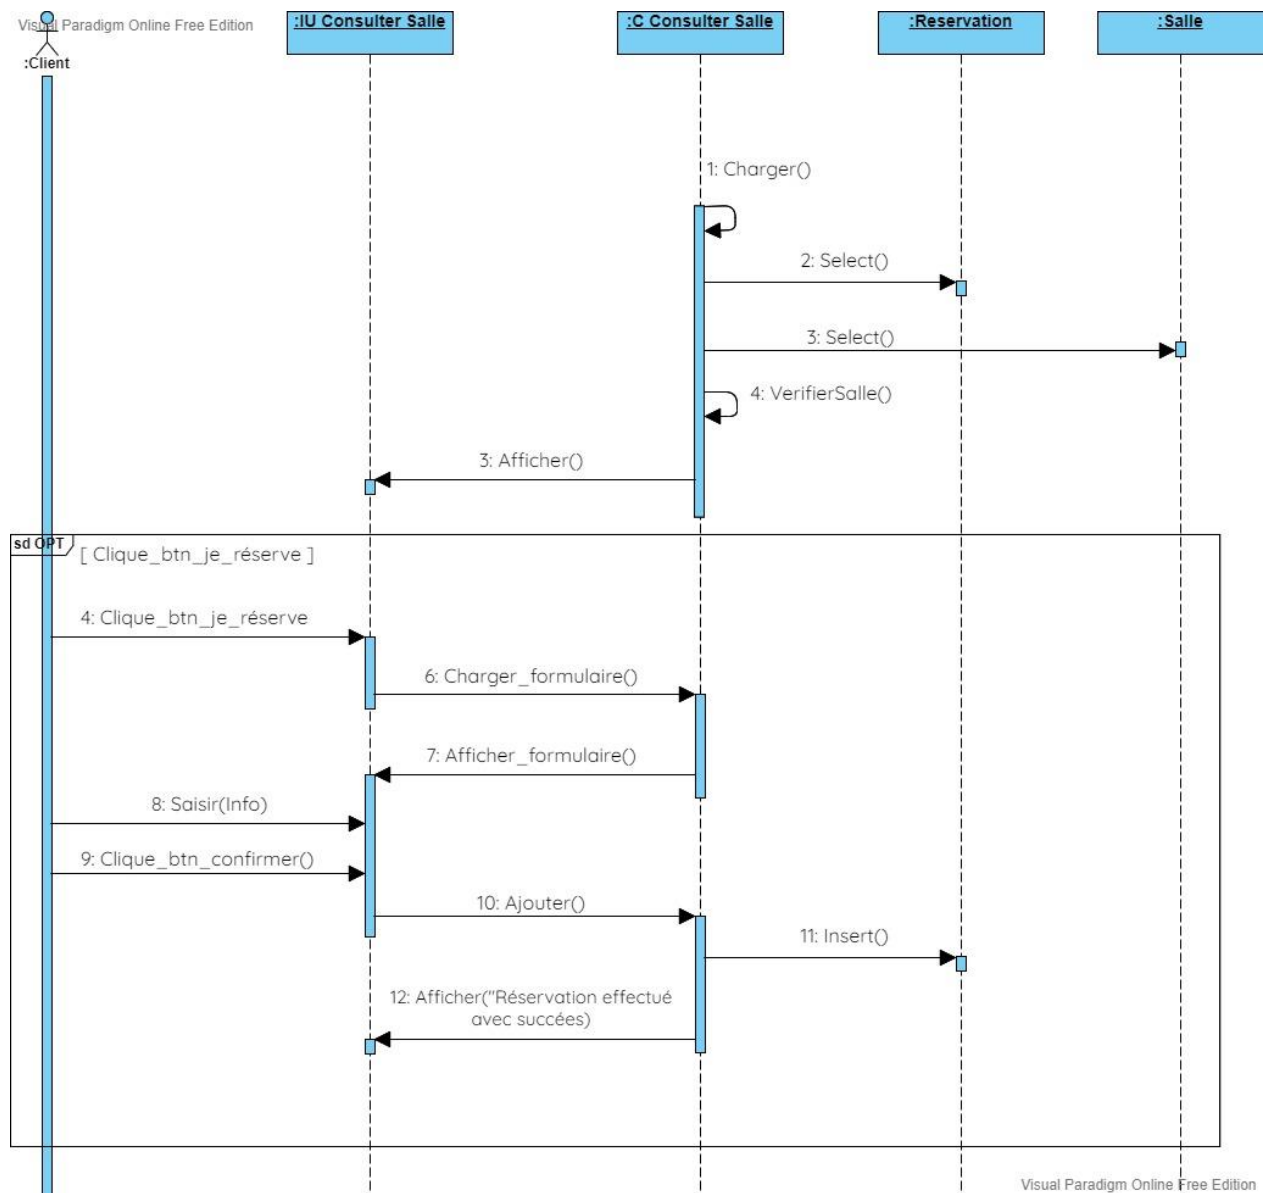 Visual Paradigm Online Free Edition
:Client
:IU Consulter Salle
:C Consulter Salle
:Reservation
:Salle
1: Charger()
2: Select()
3: Select()
4: VerifierSalle()
3: Afficher()
sd OPT
[ Clique_btn_je_réserve ]
4: Clique_btn_je_réserve
6: Charger_formulaire()
7: Afficher_formulaire()
8: Saisir(Info)
9: Clique_btn_confirmer()
10: Ajouter()
11: Insert()
12: Afficher("Réservation effectué
avec succées)
Visual Paradigm Online Free Edition